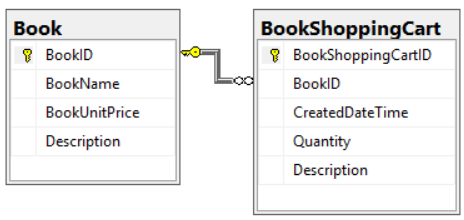 Book
BookID
BookName
BookUnitPrice
Description
BookShoppingCart
BookShoppingCartID
BookID
CreatedDateTime
Quantity
Description